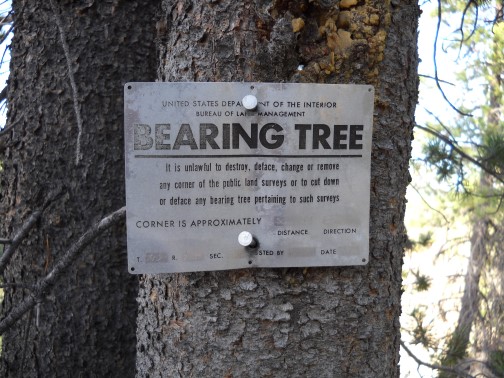 UNITED STATES DEPARTMENT OF THE INTERIOR
BUREAU OF LAND MANAGEMENT
BEARING TREE
It is unlawful to destroy, deface, change or remove
any corner of the public land surveys or to cut down
or deface any bearing tree pertaining to such surveys
CORNER IS APPROXIMATELY
DISTANCE DIRECTION
T. R. SEC. DATE